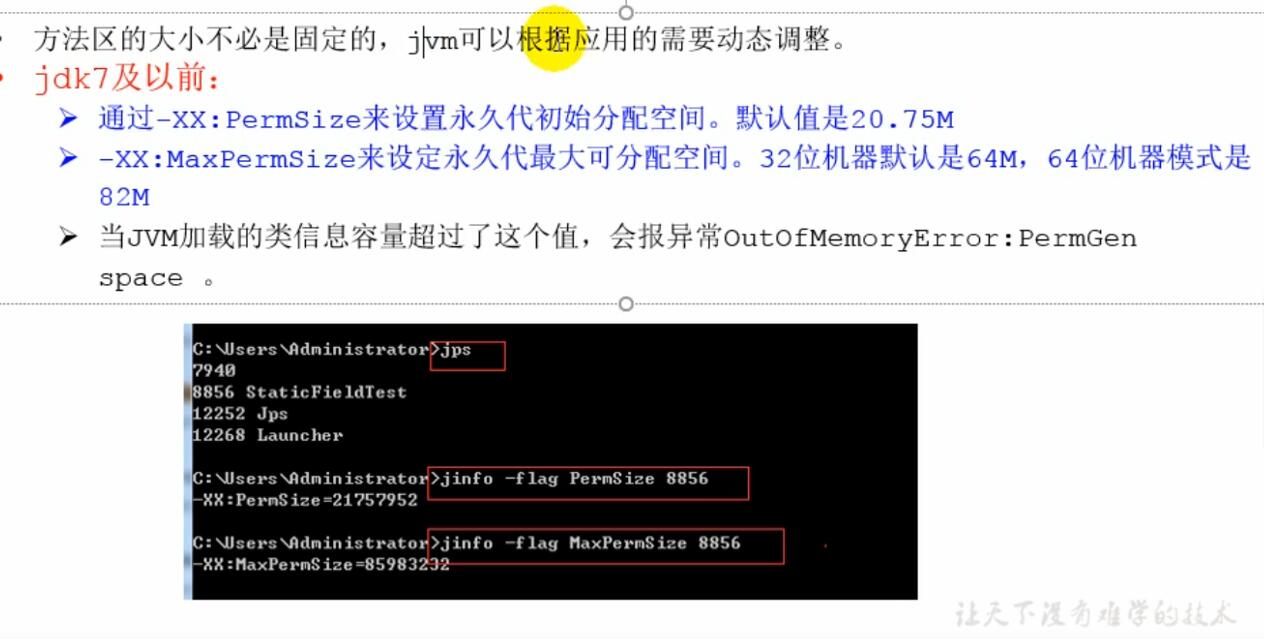 方法区的大小不必是固定的，jvm可以根据应用的需要动态调整。
jdk7及以前：
通过-XX:PermSize来设置永久代初始分配空间。默认值是20.75M
-XX:MaxPermSize来设定永久代最大可分配空间。32位机器默认是64M，64位机器模式是
82M
当JVM加载的类信息容量超过了这个值，会报异常OutOfMemoryError:PermGen
space 。
C:\Users\Administrator>jps
7940
8856 StaticFieldTest
12252 Jps
12268 Launcher
C:\Users\Administrator>jinfo -flag PermSize 8856
-XX:PermSize=21757952
C:\Users\Administrator>jinfo -flag MaxPermSize 8856
-XX:MaxPermSize=85983232
让天下没有难学的技术